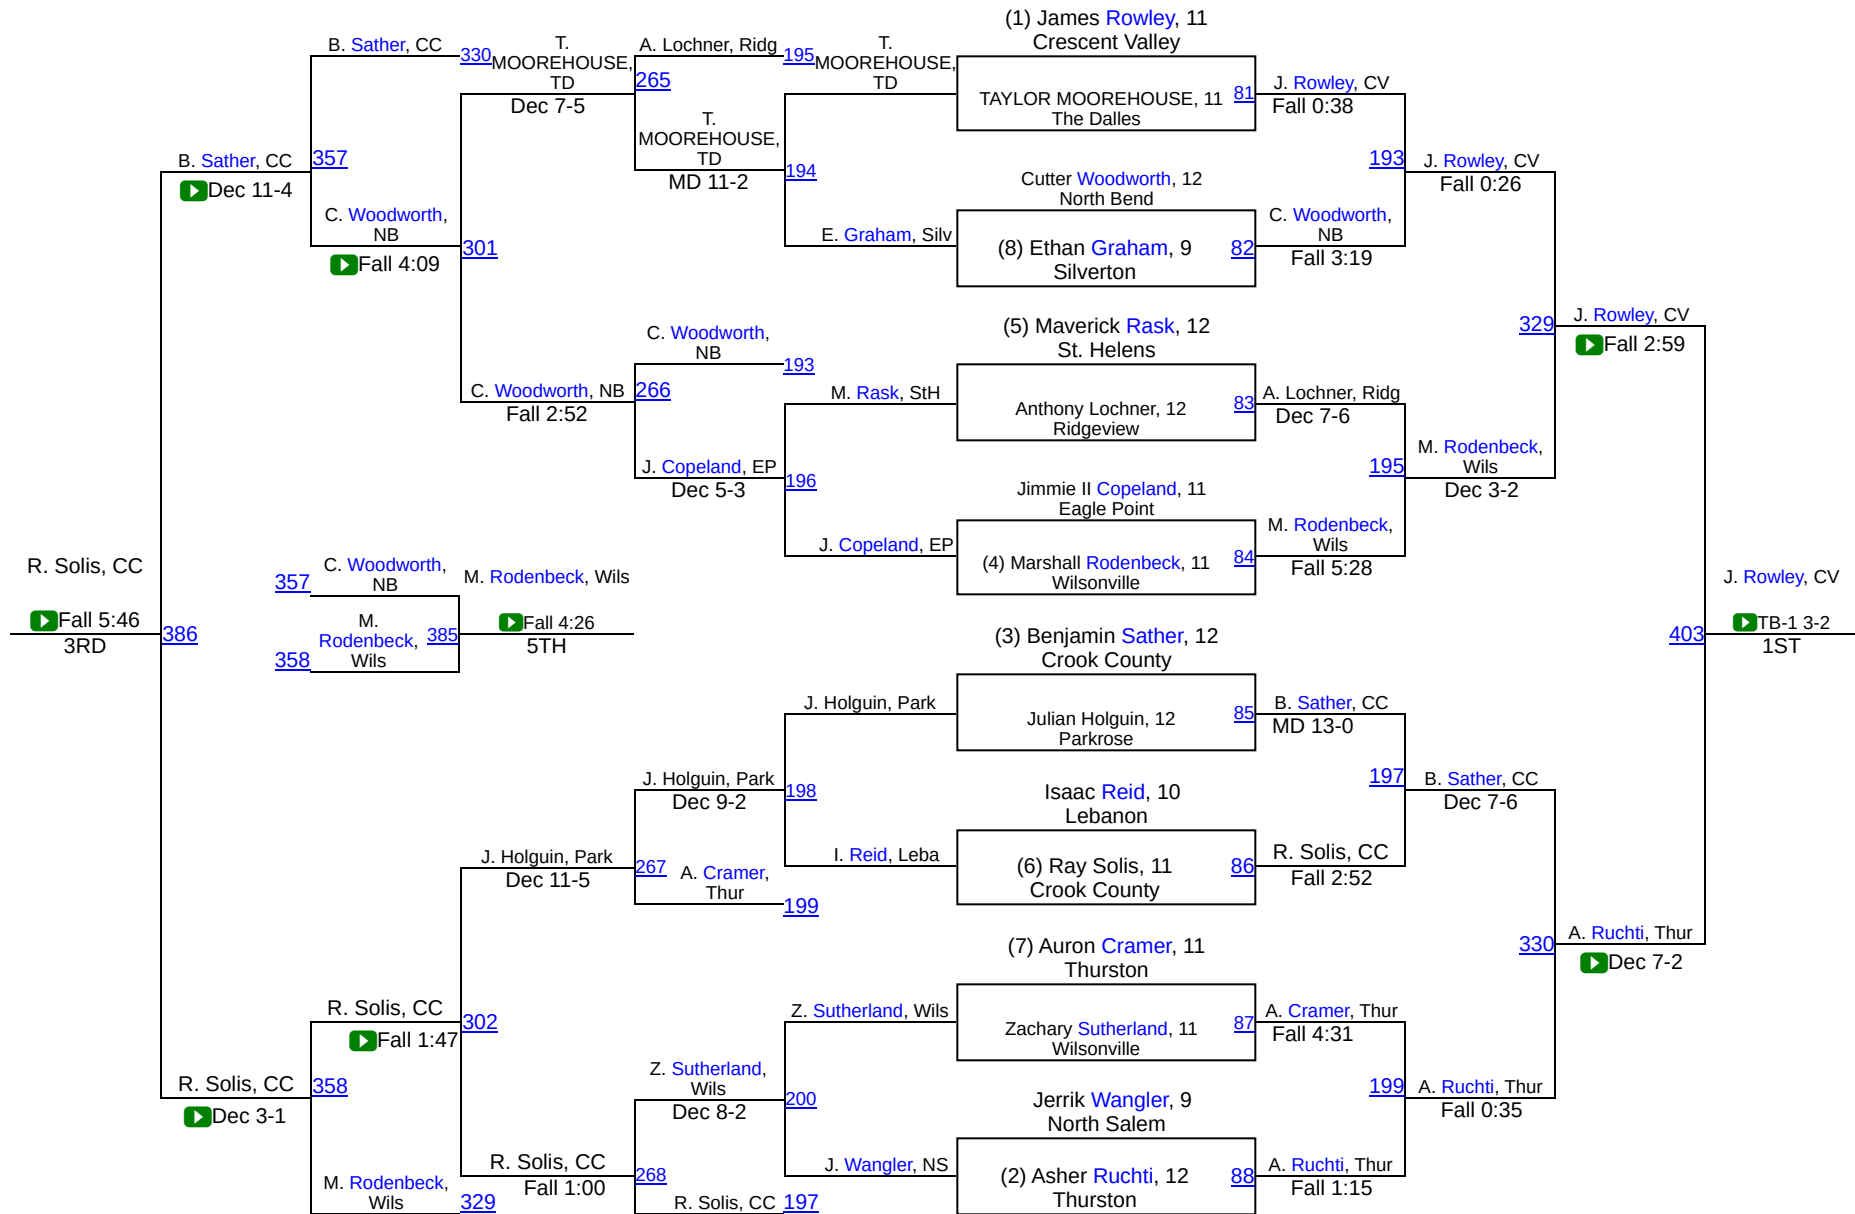 (1) James Rowley, 11
Crescent Valley
B. Sather, CC
330
T.
MOOREHOUSE,
TD
Dec 7-5
A. Lochner, Ridg
195
T.
MOOREHOUSE,
TD
265
TAYLOR MOOREHOUSE, 11
The Dalles
81
J. Rowley, CV
Fall 0:38
T.
MOOREHOUSE,
TD
MD 11-2
B. Sather, CC
Dec 11-4
357
194
193
J. Rowley, CV
Fall 0:26
Cutter Woodworth, 12
North Bend
C. Woodworth,
NB
Fall 4:09
301
E. Graham, Silv
(8) Ethan Graham, 9
Silverton
82
C. Woodworth,
NB
Fall 3:19
C. Woodworth,
NB
193
(5) Maverick Rask, 12
St. Helens
329
J. Rowley, CV
Fall 2:59
C. Woodworth, NB
Fall 2:52
266
M. Rask, StH
Anthony Lochner, 12
Ridgeview
83
A. Lochner, Ridg
Dec 7-6
J. Copeland, EP
Dec 5-3
196
195
M. Rodenbeck,
Wils
Dec 3-2
Jimmie II Copeland, 11
Eagle Point
J. Copeland, EP
(4) Marshall Rodenbeck, 11
Wilsonville
84
M. Rodenbeck,
Wils
Fall 5:28
R. Solis, CC
Fall 5:46
3RD
386
357
C. Woodworth,
NB
M. Rodenbeck, Wils
M.
Rodenbeck,
Wils
358
385
Fall 4:26
5TH
J. Rowley, CV
403
TB-1 3-2
1ST
(3) Benjamin Sather, 12
Crook County
J. Holguin, Park
Julian Holguin, 12
Parkrose
85
B. Sather, CC
MD 13-0
J. Holguin, Park
Dec 9-2
198
197
B. Sather, CC
Dec 7-6
Isaac Reid, 10
Lebanon
J. Holguin, Park
Dec 11-5
267
A. Cramer,
Thur
199
I. Reid, Leba
(6) Ray Solis, 11
Crook County
86
R. Solis, CC
Fall 2:52
330
A. Ruchti, Thur
Dec 7-2
(7) Auron Cramer, 11
Thurston
R. Solis, CC
Fall 1:47
302
Z. Sutherland, Wils
Zachary Sutherland, 11
Wilsonville
87
A. Cramer, Thur
Fall 4:31
R. Solis, CC
Dec 3-1
358
Z. Sutherland,
Wils
Dec 8-2
200
199
A. Ruchti, Thur
Fall 0:35
Jerrik Wangler, 9
North Salem
R. Solis, CC
Fall 1:00
268
J. Wangler, NS
(2) Asher Ruchti, 12
Thurston
88
A. Ruchti, Thur
Fall 1:15
M. Rodenbeck,
Wils
329
R. Solis, CC
197